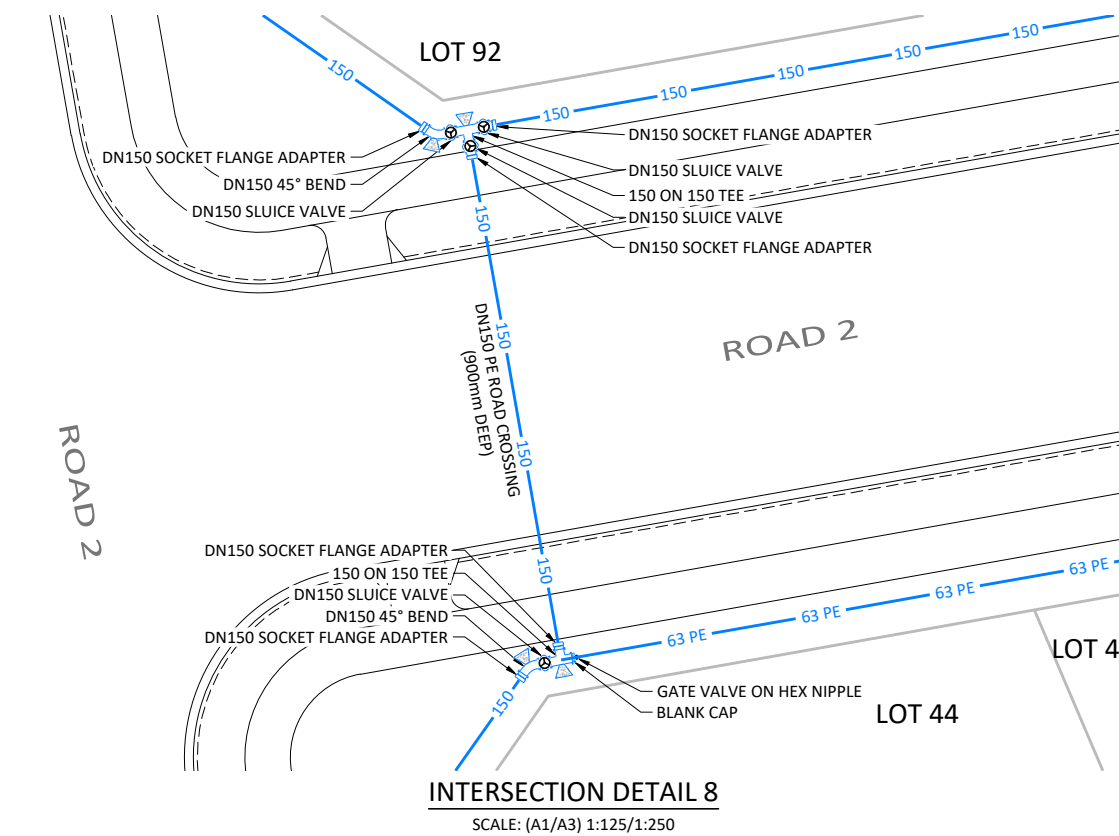 LOT 92
150
150
150
150
150
150
DN150 SOCKET FLANGE ADAPTER
DN150 45° BEND
DN150 SLUICE VALVE
DN150 SOCKET FLANGE ADAPTER
DN150 SLUICE VALVE
150 ON 150 TEE
DN150 SLUICE VALVE
DN150 SOCKET FLANGE ADAPTER
150
150
150
150
DN150 PE ROAD CROSSING
(900mm DEEP)
ROAD 2
ROAD 2
DN150 SOCKET FLANGE ADAPTER
150 ON 150 TEE
DN150 SLUICE VALVE
DN150 45° BEND
DN150 SOCKET FLANGE ADAPTER
63 PE
63 PE
63 PE
63 PE
150
GATE VALVE ON HEX NIPPLE
BLANK CAP
LOT 44
LOT 4
INTERSECTION DETAIL 8
SCALE: (A1/A3) 1:125/1:250